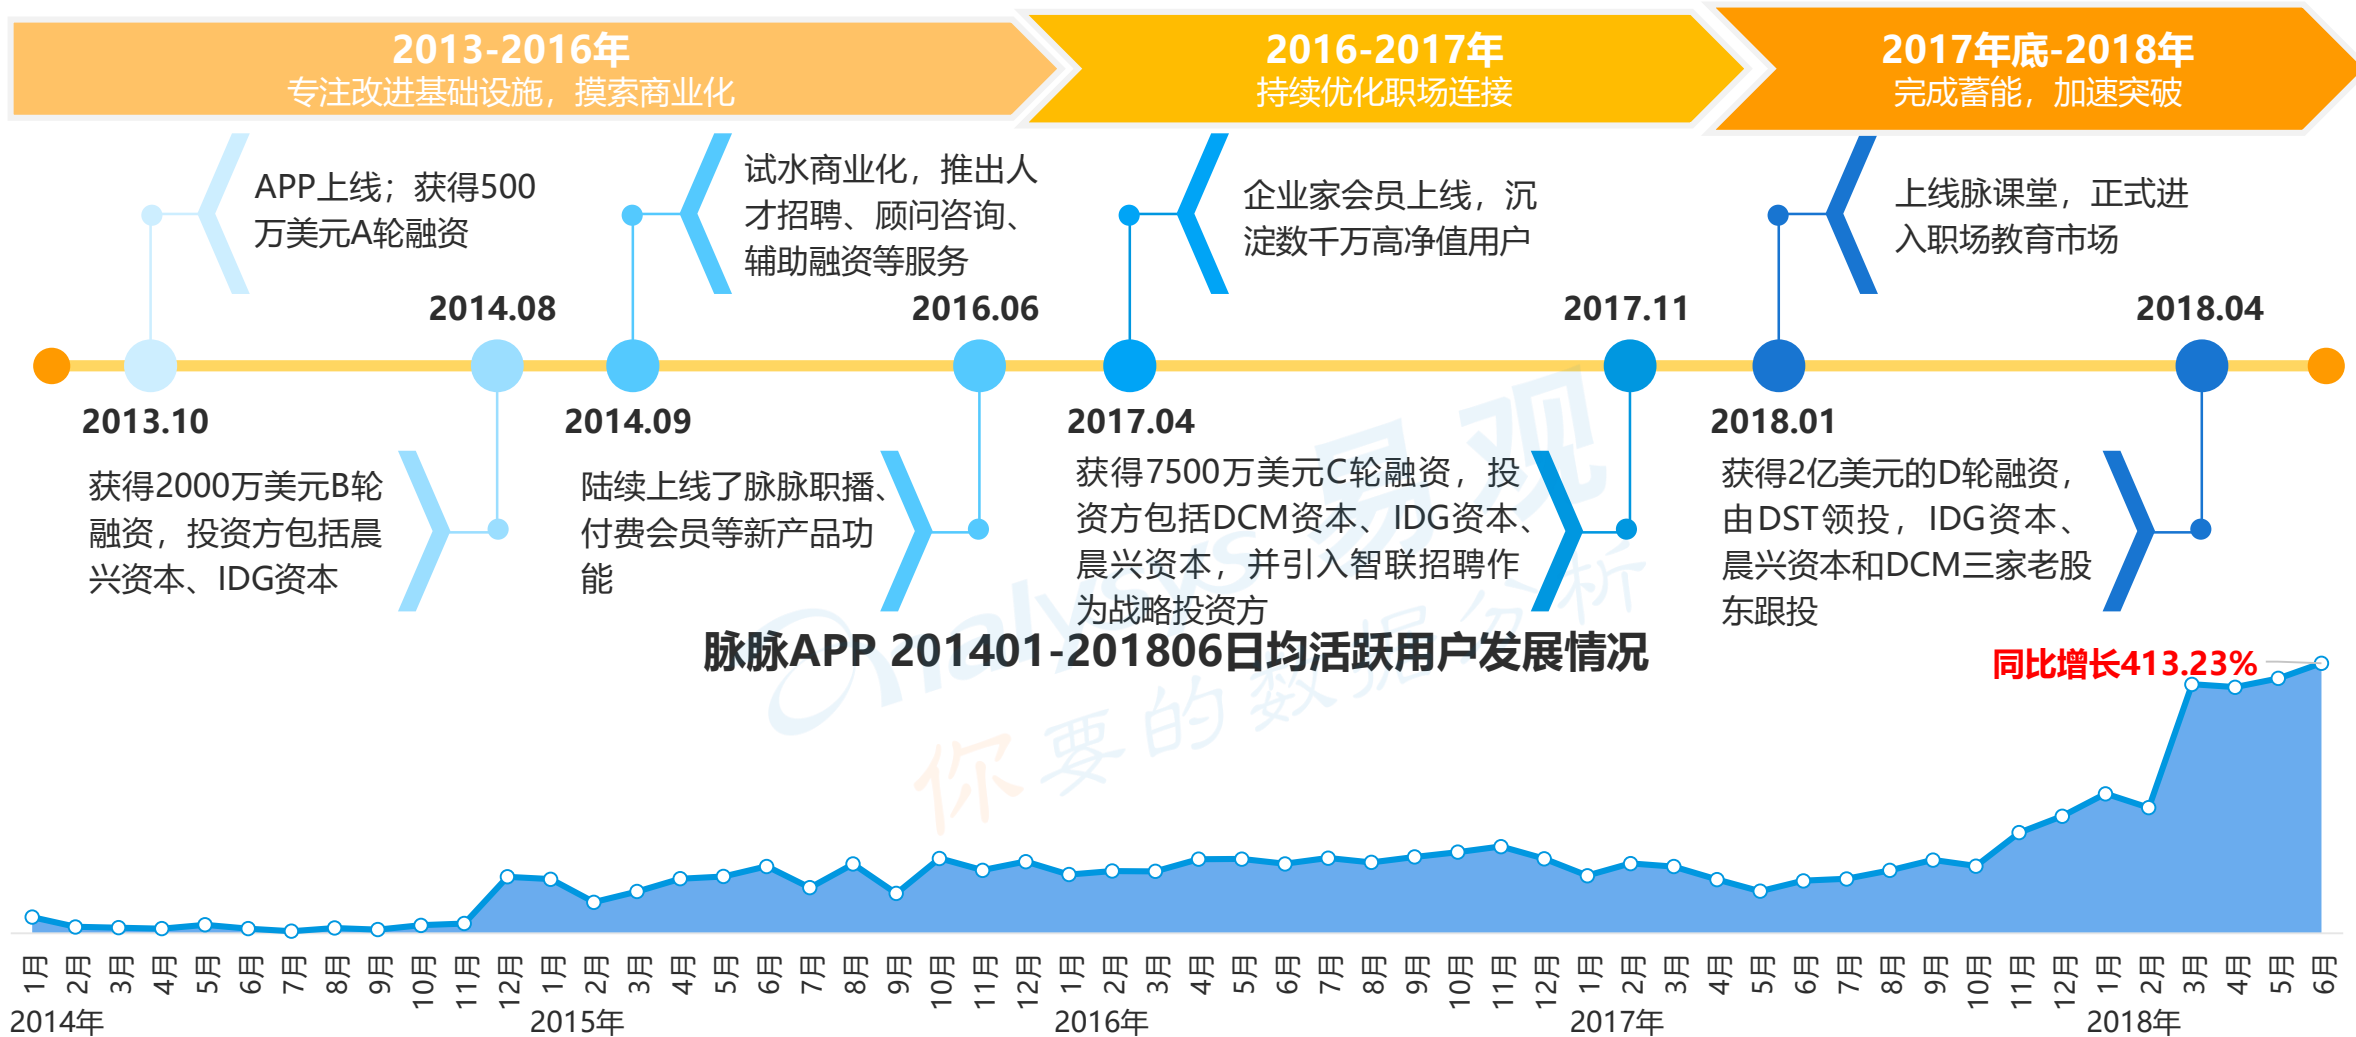 2013-2016年
专注改进基础设施，摸索商业化
2016-2017年
持续优化职场连接
2017年底-2018年
完成蓄能，加速突破
APP上线；获得500
万美元A轮融资
试水商业化，推出人
才招聘、顾问咨询、
辅助融资等服务
企业家会员上线，沉
淀数千万高净值用户
上线脉课堂，正式进
入职场教育市场
2014.08
2016.06
2017.11
2018.04
2013.10
2014.09
2017.04
2018.01
获得2000万美元B轮
融资，投资方包括晨
兴资本、IDG资本
陆续上线了脉脉职播、
付费会员等新产品功
能
获得7500万美元C轮融资，投
资方包括DCM资本、IDG资本、
晨兴资本，并引入智联招聘作
为战略投资方
获得2亿美元的D轮融资，
由DST领投，IDG资本、
晨兴资本和DCM三家老股
东跟投
Analysys 易观
你要的数据分析
脉脉APP 201401-201806日均活跃用户发展情况
同比增长413.23%
1月 2月 3月 4月 5月 6月 7月 8月 9月 10月 11月 12月 1月 2月 3月 4月 5月 6月 7月 8月 9月 10月 11月 12月 1月 2月 3月 4月 5月 6月 7月 8月 9月 10月 11月 12月 1月 2月 3月 4月 5月 6月 7月 8月 9月 10月 11月 12月 1月 2月 3月 4月 5月 6月
2014年 2015年 2016年 2017年 2018年